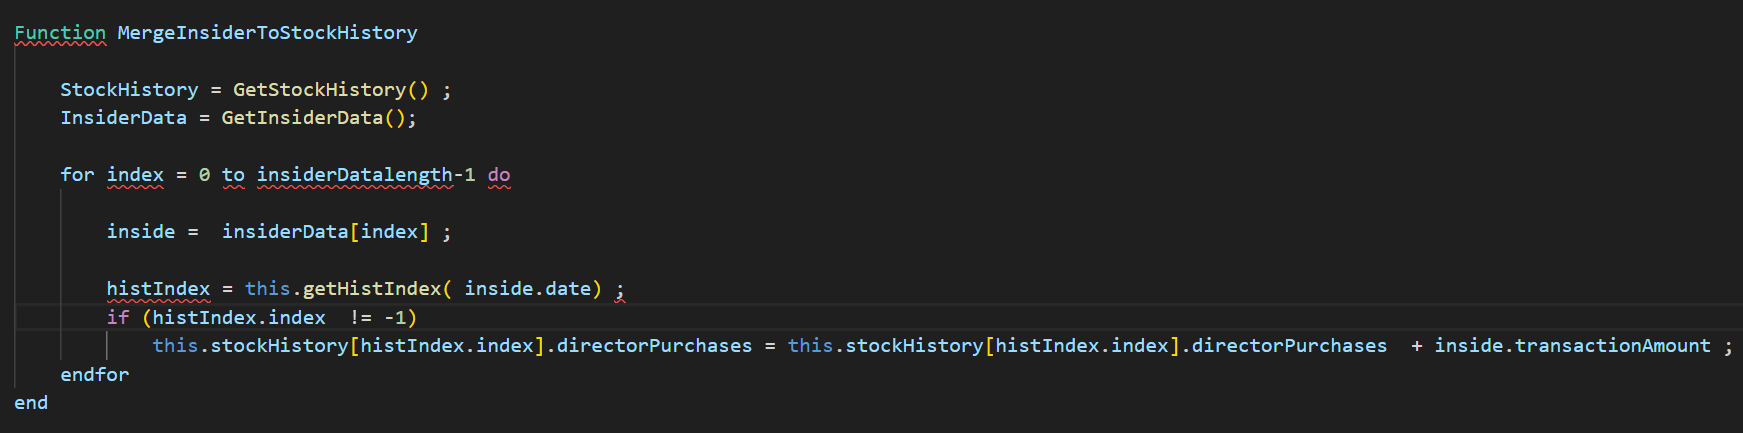 Function MergeInsiderToStockHistory
StockHistory = GetStockHistory() ;
InsiderData = GetInsiderData();
for index = 0 to insiderDatalength-1 do
inside =  insiderData[index] ;
histIndex = this.getHistIndex( inside.date) ;
if (histIndex.index  != -1)
this.stockHistory[histIndex.index].directorPurchases = this.stockHistory[histIndex.index].directorPurchases  + inside.transactionAmount ;
endfor
end